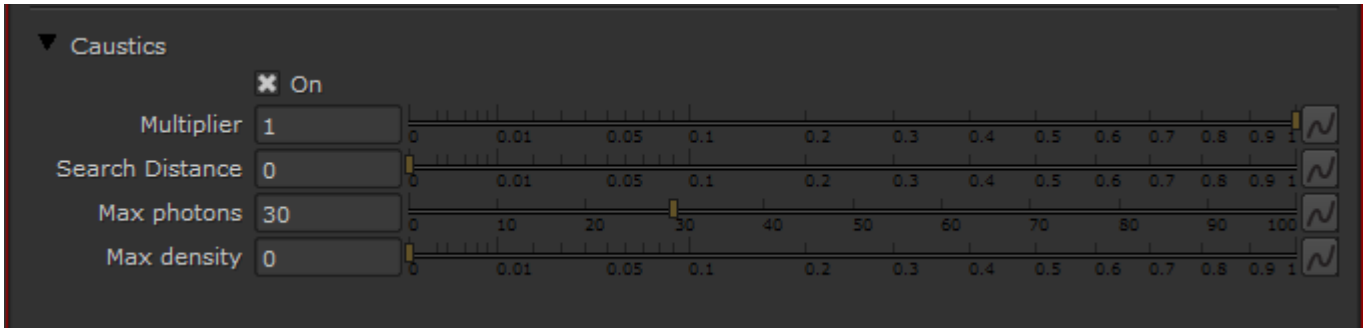 Caustics
On
Multiplier 1
0 0.01 0.05 0.1 0.2 0.3 0.4 0.5 0.6 0.7 0.8 0.9 1
Search Distance 0
0 0.01 0.05 0.1 0.2 0.3 0.4 0.5 0.6 0.7 0.8 0.9 1
Max photons 30
0 10 20 30 40 50 60 70 80 90 100
Max density 0
0 0.01 0.05 0.1 0.2 0.3 0.4 0.5 0.6 0.7 0.8 0.9 1